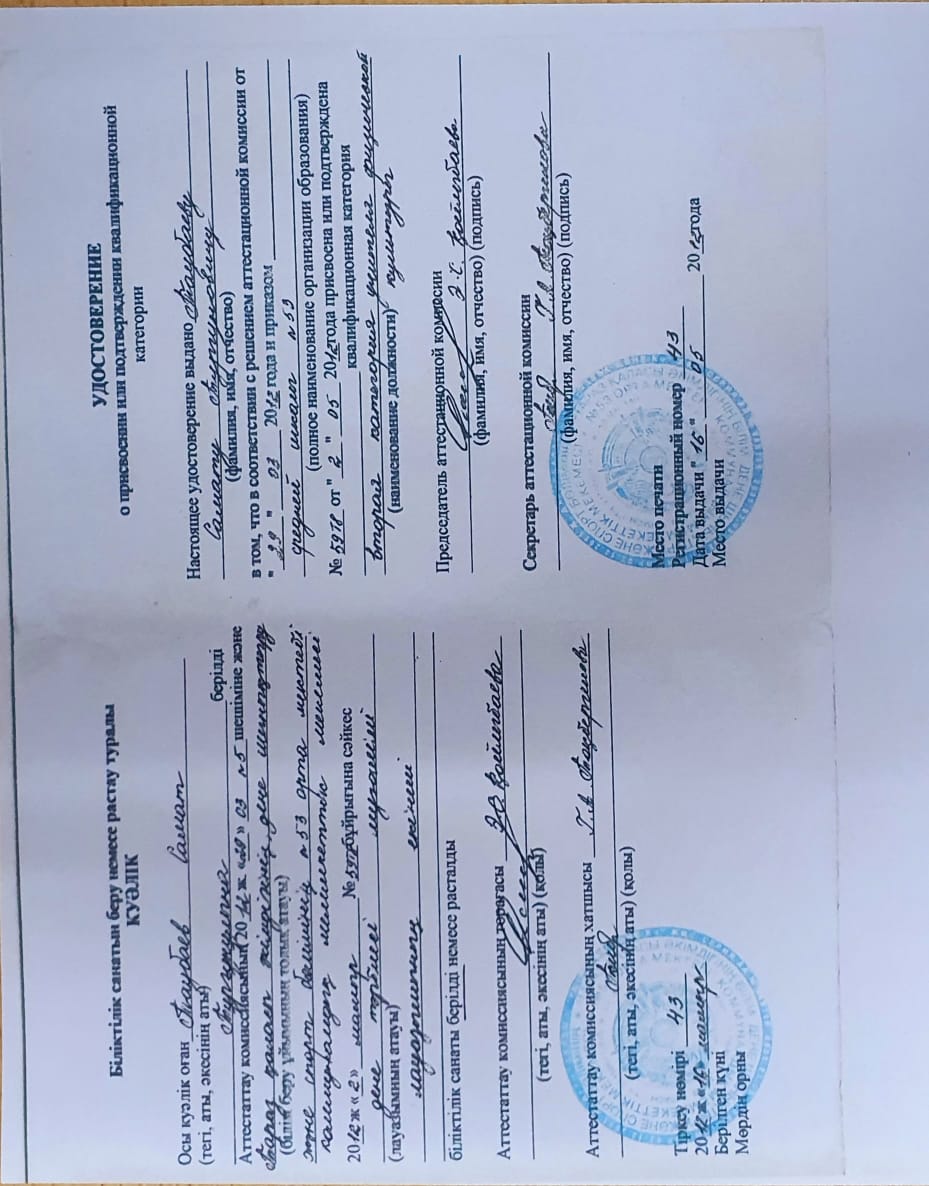 Біліктілік санатын беру немесе растау туралы
КУӘЛІК
Осы куәлік оған Таубаев Самат
(тегі, аты, әкесінің аты)
берілді
Аттестаттау комиссиясының 2012 ж. «29» 03 №5 шешіміне және
Тараз қаласы әкімдігінің дене шынықтыру
(білім беру ұйымының толық атауы)
және спорт бөлімінің №53 орта мектебі
коммуналдық мемлекеттік мекемесі
2012 ж «2» мамыр №5978 бұйрығына сәйкес
дене тәрбиесі мұғалімі
(лауазымның атауы)
лауазымының екінші
біліктілік санаты берілді немесе расталды
Аттестаттау комиссиясының төрағасы Қойлыбаева
(тегі, аты, әкесінің аты) (қолы)
Аттестаттау комиссиясының хатшысы Г.А.
(тегі, аты, әкесінің аты) (қолы)
Тіркеу нөмірі 43
2012 ж «16» мамыр
Берілген күні
Мөрдің орны
УДОСТОВЕРЕНИЕ
о присвоении или подтверждении квалификационной
категории
Настоящее удостоверение выдано Таубаеву
Самату Тургуновичу
(фамилия, имя, отчество)
в том, что в соответствии с решением аттестационной комиссии от
"29" 03 2012 года и приказом
средней школы №53
(полное наименование организации образования)
№ 5978 от "2" 05 2012 года присвоена или подтверждена
квалификационная категория
вторая категория учителя физической
(наименование должности) культуры
Председатель аттестационной комиссии
Қойлыбаева
(фамилия, имя, отчество) (подпись)
Секретарь аттестационной комиссии
Г.А.
(фамилия, имя, отчество) (подпись)
Место печати
Регистрационный номер 43
Дата выдачи "16" 05 2012 года
Место выдачи